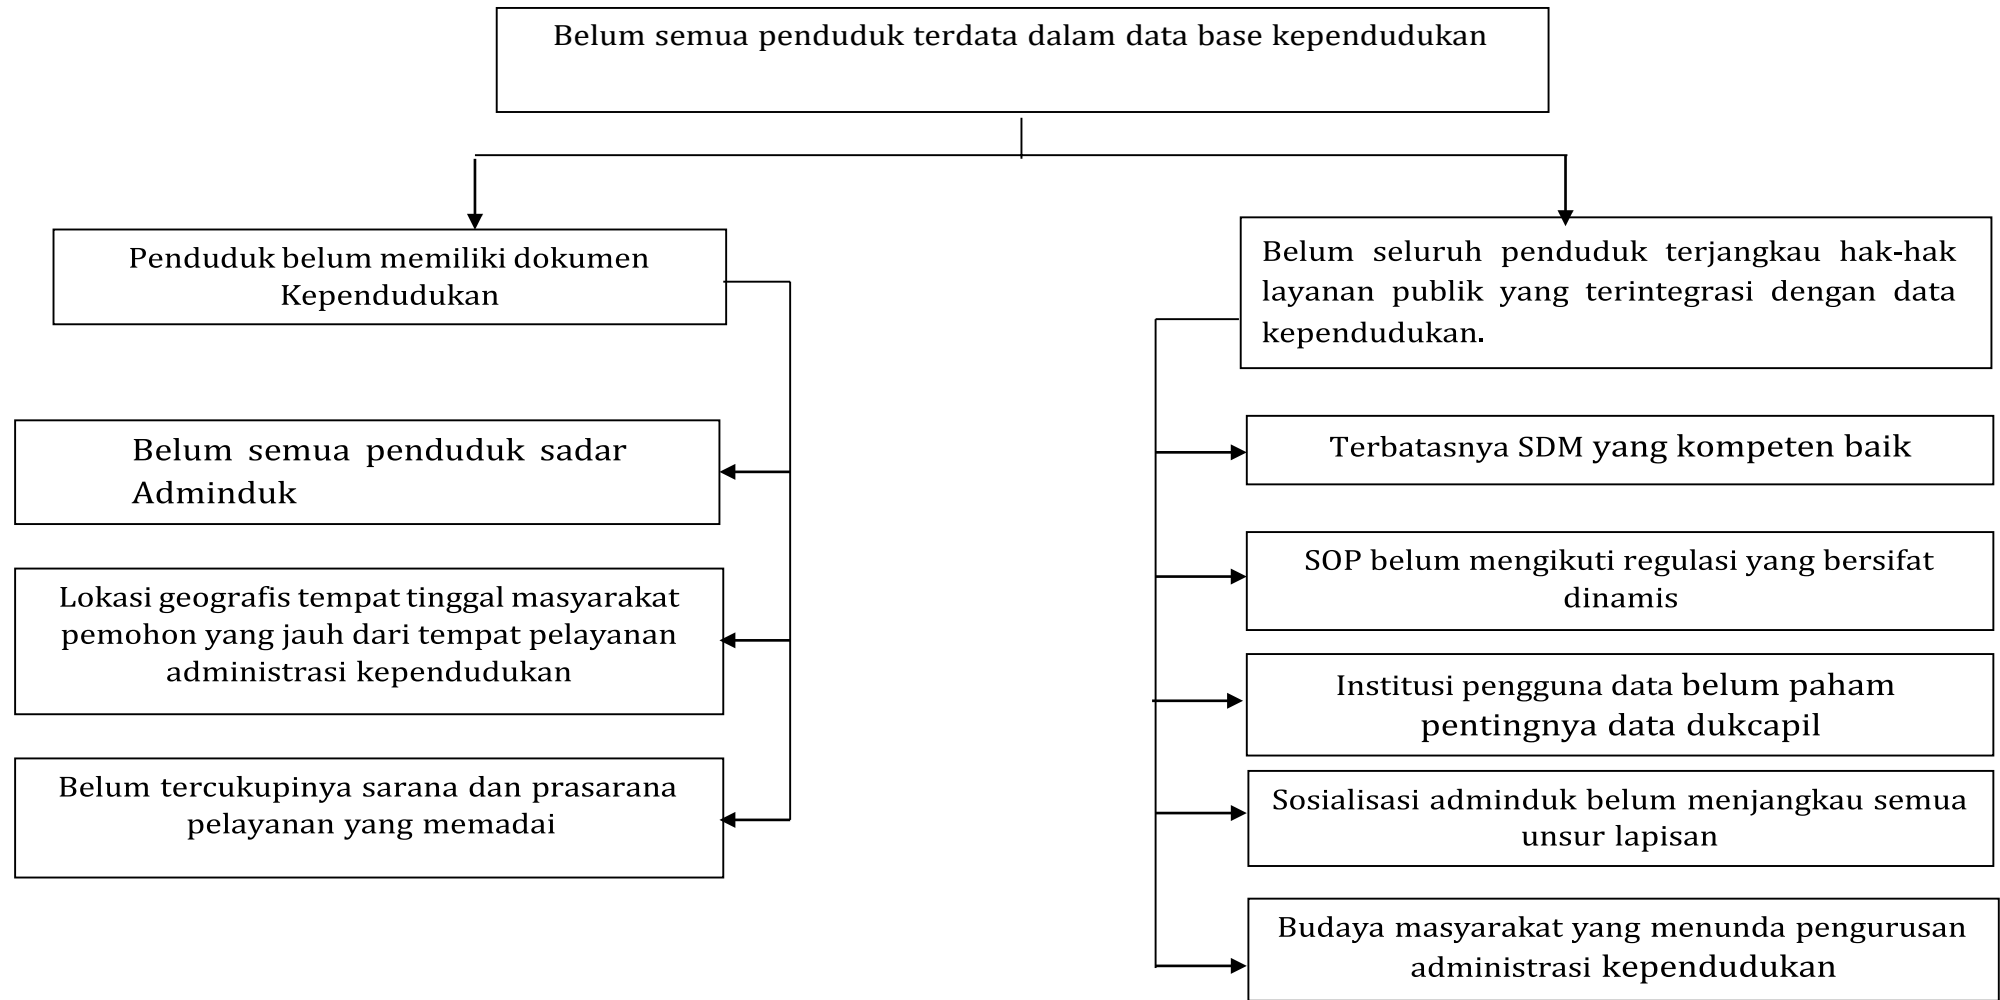 Belum semua penduduk terdata dalam data base kependudukan
Penduduk belum memiliki dokumen
Kependudukan
Belum semua penduduk sadar
Adminduk
Lokasi geografis tempat tinggal masyarakat
pemohon yang jauh dari tempat pelayanan
administrasi kependudukan
Belum tercukupinya sarana dan prasarana
pelayanan yang memadai
Belum seluruh penduduk terjangkau hak-hak
layanan publik yang terintegrasi dengan data
kependudukan.
Terbatasnya SDM yang kompeten baik
SOP belum mengikuti regulasi yang bersifat
dinamis
Institusi pengguna data belum paham
pentingnya data dukcapil
Sosialisasi adminduk belum menjangkau semua
unsur lapisan
Budaya masyarakat yang menunda pengurusan
administrasi kependudukan